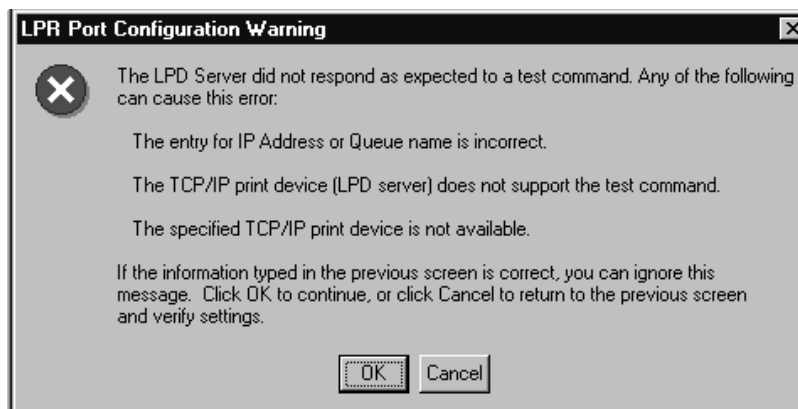 LPR Port Configuration Warning
The LPD Server did not respond as expected to a test command. Any of the following
can cause this error:
The entry for IP Address or Queue name is incorrect.
The TCP/IP print device (LPD server) does not support the test command.
The specified TCP/IP print device is not available.
If the information typed in the previous screen is correct, you can ignore this
message. Click OK to continue, or click Cancel to return to the previous screen
and verify settings.
OK
Cancel